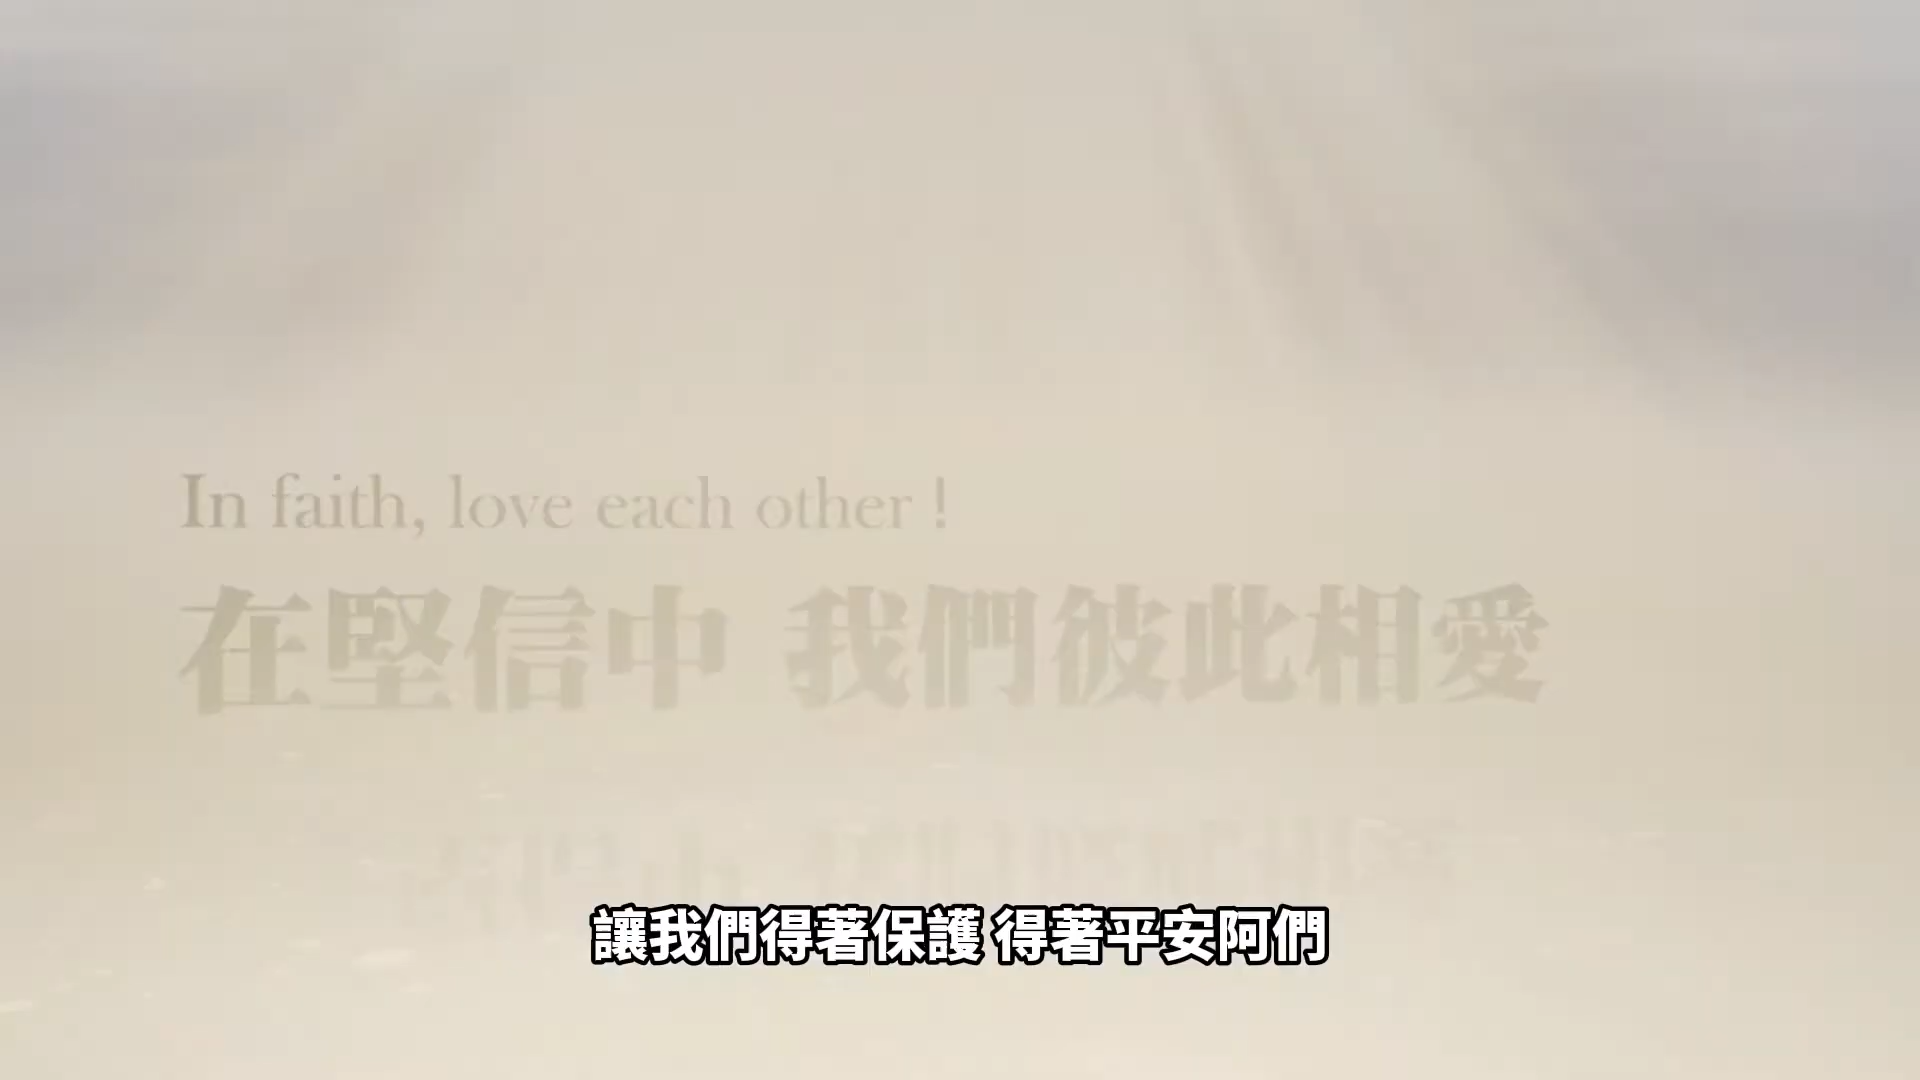 In faith, love each other !
在堅信中 我們彼此相愛
讓我們得著保護 得著平安阿們